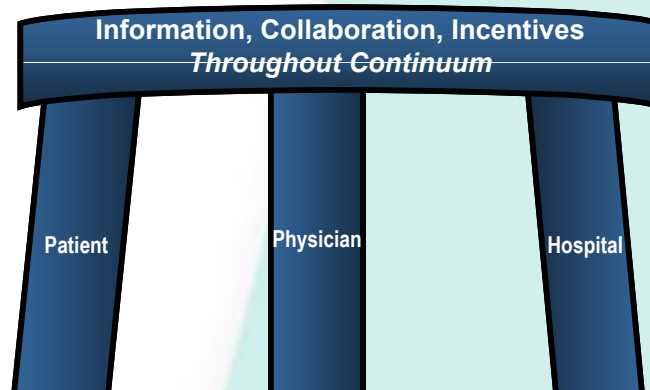 Information, Collaboration, Incentives
Throughout Continuum
Patient
Physician
Hospital